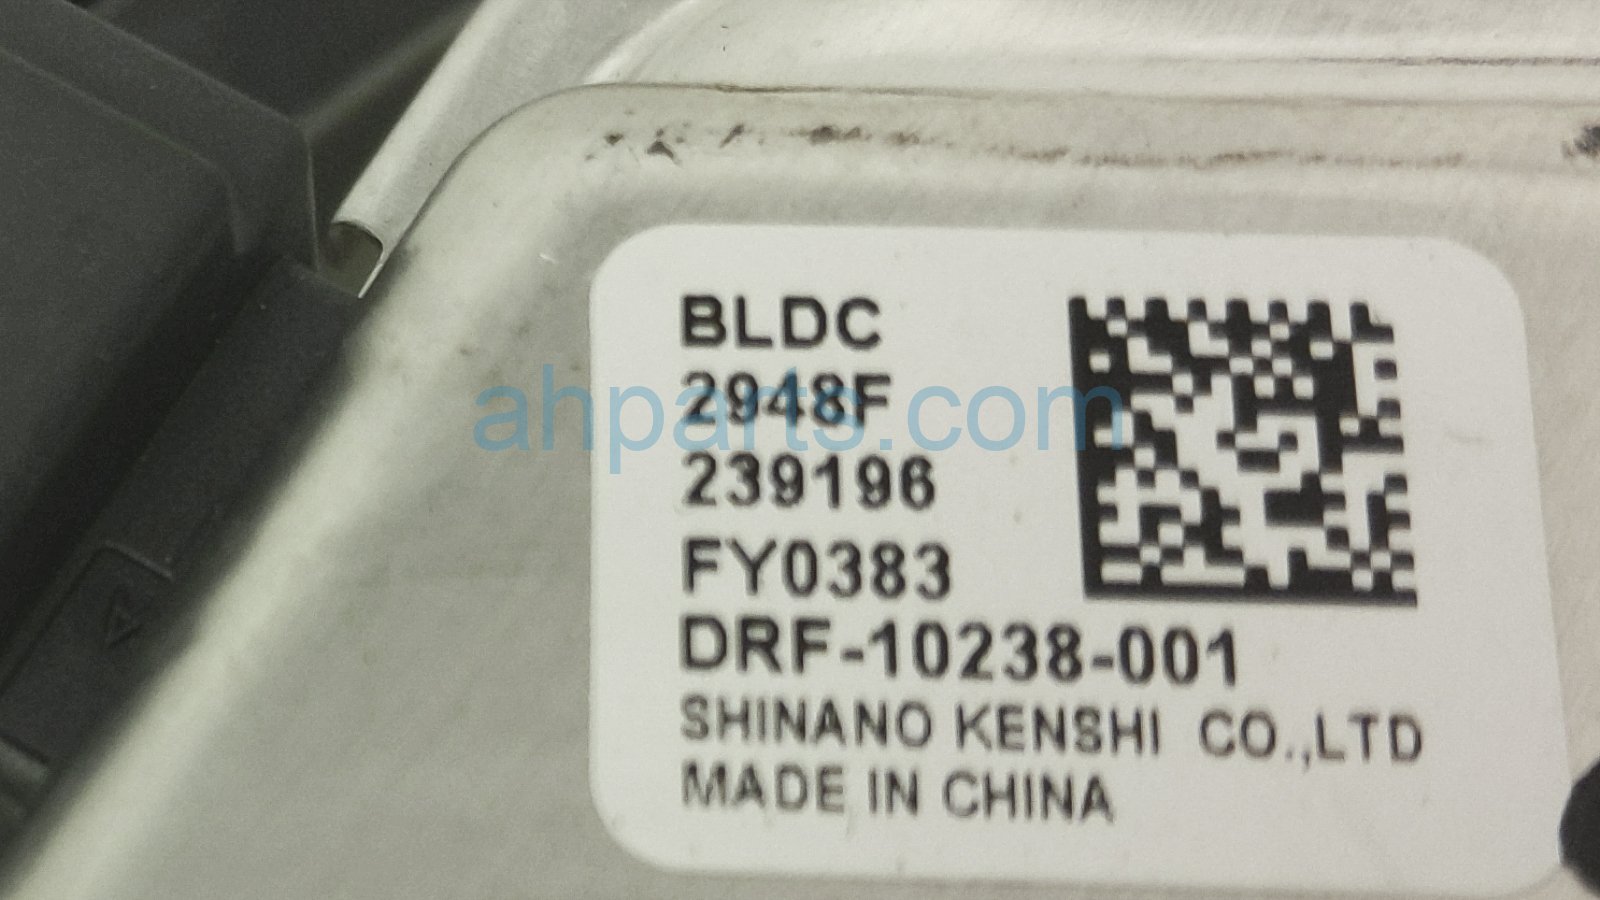 BLDC
2948F
239196
FY0383
DRF-10238-001
SHINANO KENSHI CO.,LTD
MADE IN CHINA
ahparts.com